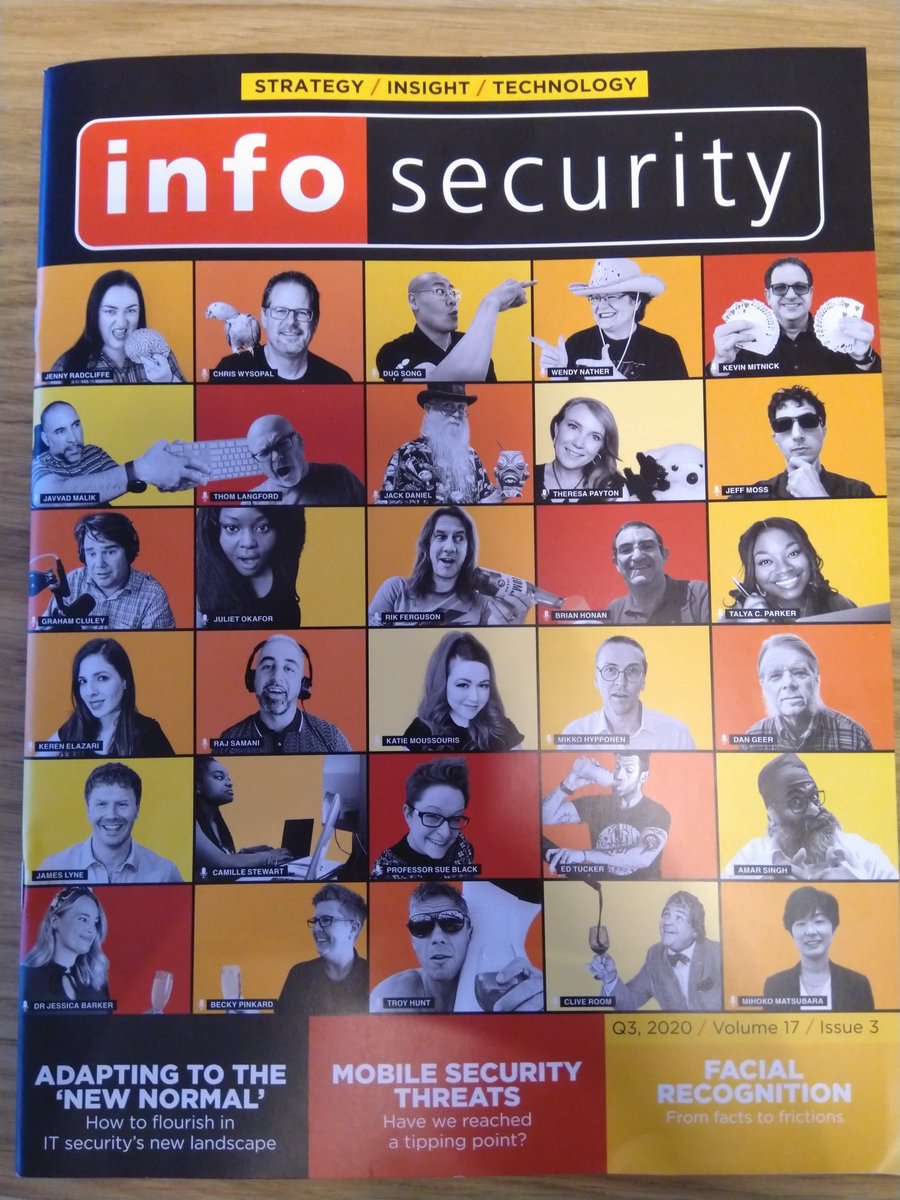 STRATEGY / INSIGHT / TECHNOLOGY
info security
JENNY RADCLIFFE
CHRIS WYSOPAL
DUG SONG
WENDY NATHER
KEVIN MITNICK
JAVVAD MALIK
THOM LANGFORD
JACK DANIEL
THERESA PAYTON
JEFF MOSS
GRAHAM CLULEY
JULIET OKAFOR
RIK FERGUSON
BRIAN HONAN
TALYA C. PARKER
KEREN ELAZARI
RAJ SAMANI
KATIE MOUSSOURIS
MIKKO HYPPONEN
DAN GEER
JAMES LYNE
CAMILLE STEWART
PROFESSOR SUE BLACK
ED TUCKER
AMAR SINGH
DR JESSICA BARKER
BECKY PINKARD
TROY HUNT
CLIVE ROOM
MIHOKO MATSUBARA
Q3, 2020 / Volume 17 / Issue 3
ADAPTING TO THE
‘NEW NORMAL’
How to flourish in
IT security's new landscape
MOBILE SECURITY
THREATS
Have we reached
a tipping point?
FACIAL
RECOGNITION
From facts to frictions